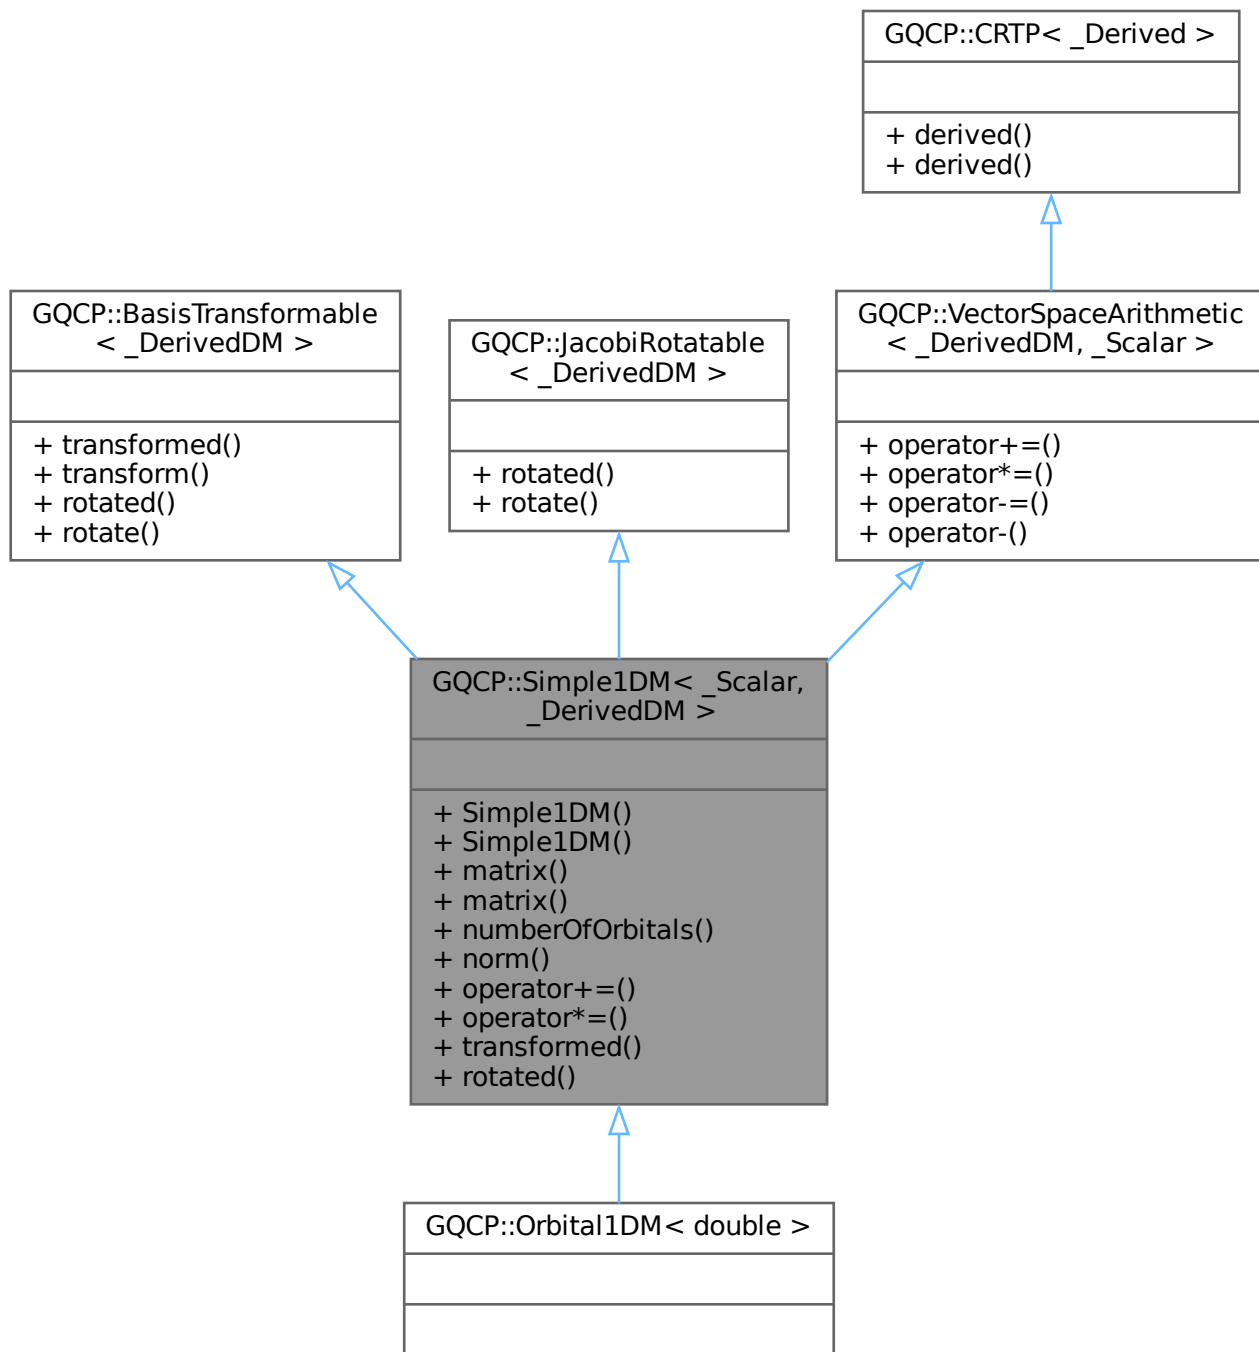 GQCP::CRTP< _Derived >
+ derived()
+ derived()
GQCP::BasisTransformable
< _DerivedDM >
+ transformed()
+ transform()
+ rotated()
+ rotate()
GQCP::JacobiRotatable
< _DerivedDM >
+ rotated()
+ rotate()
GQCP::VectorSpaceArithmetic
< _DerivedDM, _Scalar >
+ operator+=()
+ operator*=()
+ operator-=()
+ operator-()
GQCP::Simple1DM< _Scalar,
_DerivedDM >
+ Simple1DM()
+ Simple1DM()
+ matrix()
+ matrix()
+ numberOfOrbitals()
+ norm()
+ operator+=()
+ operator*=()
+ transformed()
+ rotated()
GQCP::Orbital1DM< double >